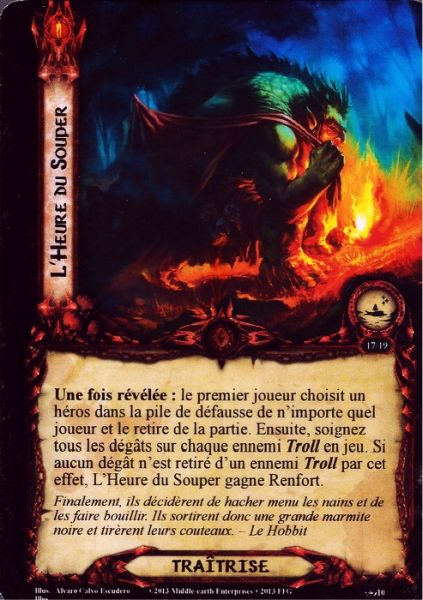 L'HEURE DU SOUPER
17-19
Une fois révélée : le premier joueur choisit un
héros dans la pile de défausse de n'importe quel
joueur et le retire de la partie. Ensuite, soignez
tous les dégâts sur chaque ennemi Troll en jeu. Si
aucun dégât n'est retiré d'un ennemi Troll par cet
effet, L'Heure du Souper gagne Renfort.
Finalement, ils décidèrent de hacher menu les nains et de
les faire bouillir. Ils sortirent donc une grande marmite
noire et tirèrent leurs couteaux. – Le Hobbit
TRAÎTRISE
Illus. Alvaro Calvo Escudero ©2013 Middle-earth Enterprises • 2013 FFG
Illus